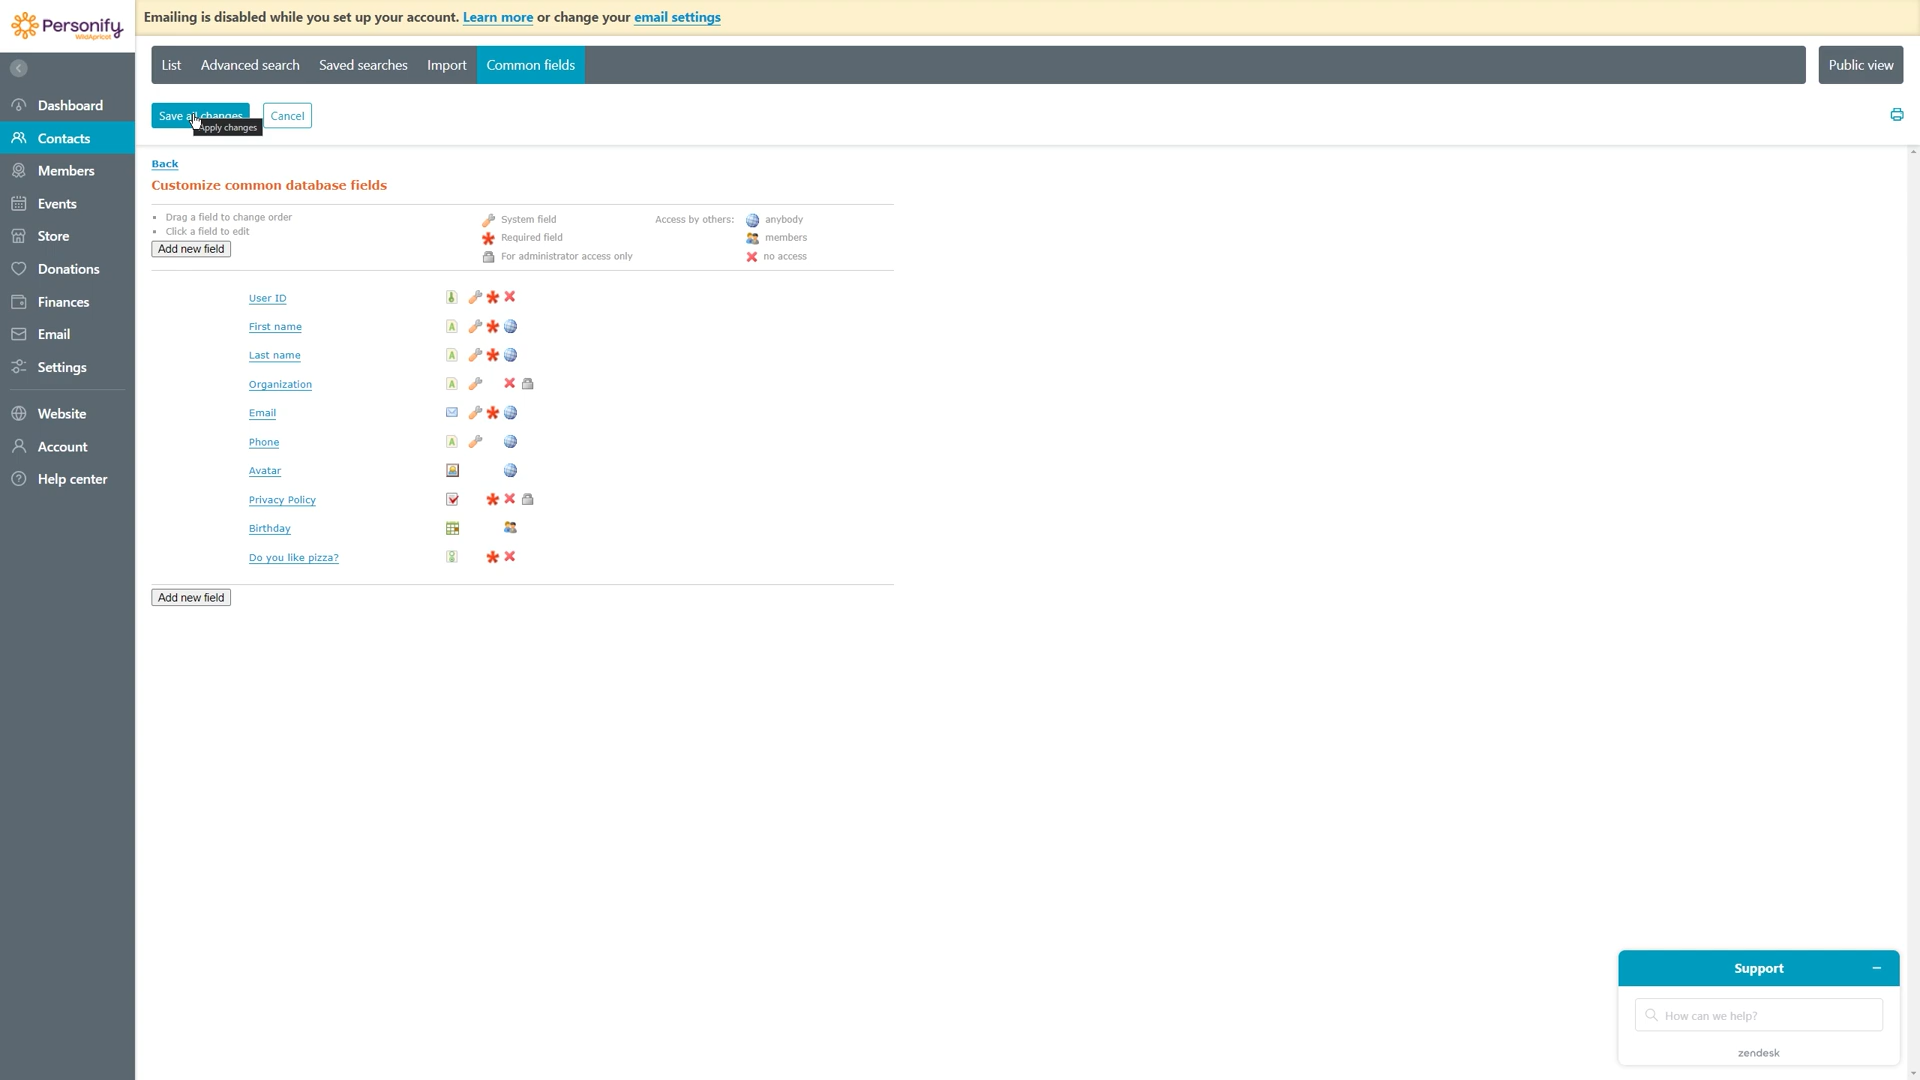 Emailing is disabled while you set up your account. Learn more or change your email settings
Personify
WildApricot
List
Advanced search
Saved searches
Import
Common fields
Public view
Save all changes
Cancel
Apply changes
Dashboard
Contacts
Members
Events
Store
Donations
Finances
Email
Settings
Website
Account
Help center
Back
Customize common database fields
Drag a field to change order
Click a field to edit
Add new field
System field
Required field
For administrator access only
Access by others:
anybody
members
no access
User ID
First name
Last name
Organization
Email
Phone
Avatar
Privacy Policy
Birthday
Do you like pizza?
Add new field
Support
How can we help?
zendesk